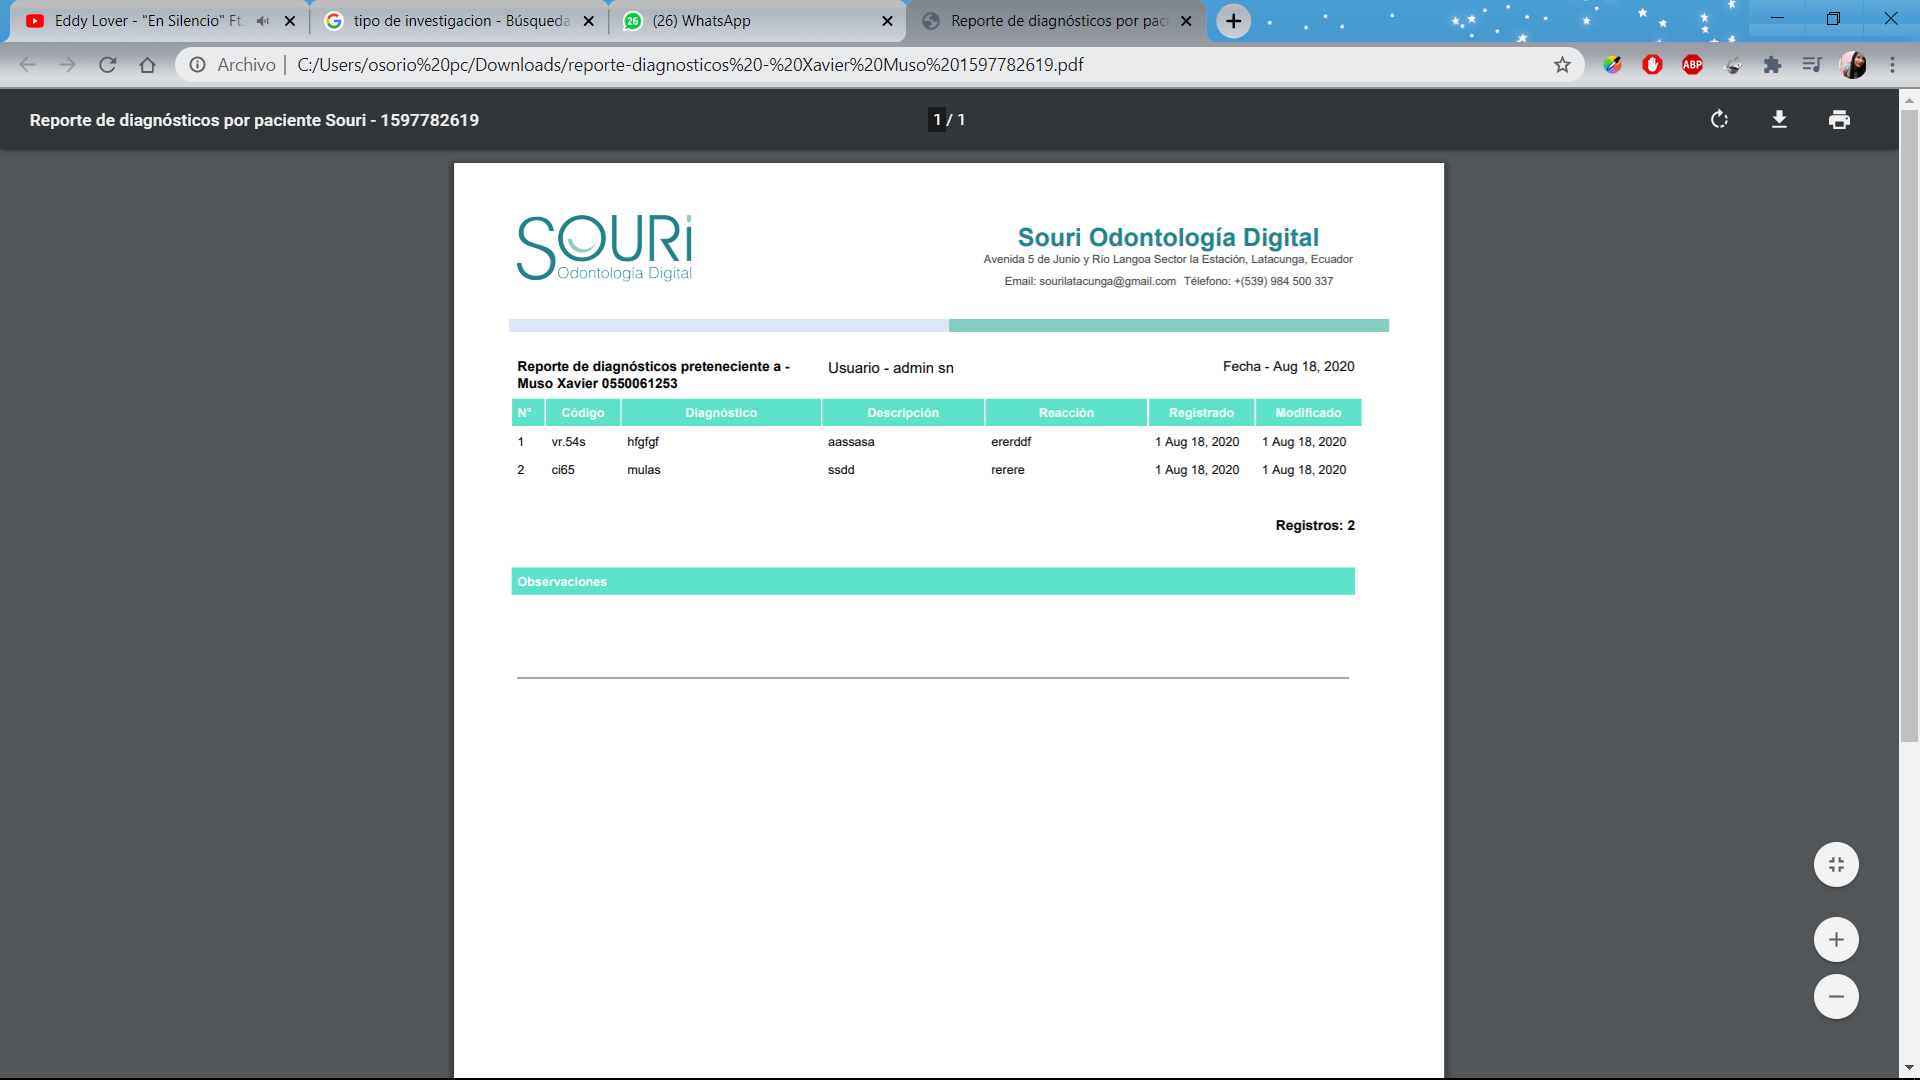 Eddy Lover - "En Silencio" Ft.
tipo de investigacion - Búsqueda
26 (26) WhatsApp
Reporte de diagnósticos por paci
Archivo | C:/Users/osorio%20pc/Downloads/reporte-diagnosticos%20-%20Xavier%20Muso%201597782619.pdf
ABP
Reporte de diagnósticos por paciente Souri - 1597782619
1 / 1
SOURi
Odontología Digital
Souri Odontología Digital
Avenida 5 de Junio y Río Langoa Sector la Estación, Latacunga, Ecuador
Email: sourilatacunga@gmail.com Télefono: +(539) 984 500 337
Reporte de diagnósticos preteneciente a -
Muso Xavier 0550061253
Usuario - admin sn
Fecha - Aug 18, 2020
N° Código Diagnóstico Descripción Reacción Registrado Modificado
1 vr.54s hfgfgf aassasa ererddf 1 Aug 18, 2020 1 Aug 18, 2020
2 ci65 mulas ssdd rerere 1 Aug 18, 2020 1 Aug 18, 2020
Registros: 2
Observaciones